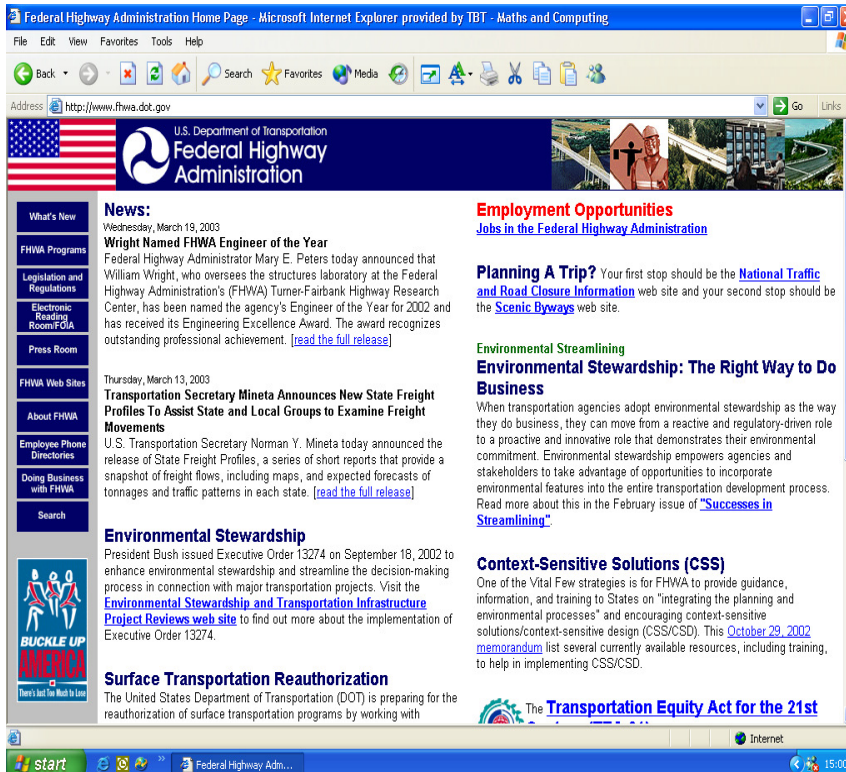 Federal Highway Administration Home Page - Microsoft Internet Explorer provided by TBT - Maths and Computing
File Edit View Favorites Tools Help
Back Search Favorites Media
Address http://www.fhwa.dot.gov Go Links
U.S. Department of Transportation
Federal Highway
Administration
What's New
FHWA Programs
Legislation and
Regulations
Electronic
Reading
Room/FOIA
Press Room
FHWA Web Sites
About FHWA
Employee Phone
Directories
Doing Business
with FHWA
Search
BUCKLE UP
AMERICA
There's Just Too Much to Lose
News:
Wednesday, March 19, 2003
Wright Named FHWA Engineer of the Year
Federal Highway Administrator Mary E. Peters today announced that
William Wright, who oversees the structures laboratory at the Federal
Highway Administration's (FHWA) Turner-Fairbank Highway Research
Center, has been named the agency's Engineer of the Year for 2002 and
has received its Engineering Excellence Award. The award recognizes
outstanding professional achievement. [read the full release]
Thursday, March 13, 2003
Transportation Secretary Mineta Announces New State Freight
Profiles To Assist State and Local Groups to Examine Freight
Movements
U.S. Transportation Secretary Norman Y. Mineta today announced the
release of State Freight Profiles, a series of short reports that provide a
snapshot of freight flows, including maps, and expected forecasts of
tonnages and traffic patterns in each state. [read the full release]
Environmental Stewardship
President Bush issued Executive Order 13274 on September 18, 2002 to
enhance environmental stewardship and streamline the decision-making
process in connection with major transportation projects. Visit the
Environmental Stewardship and Transportation Infrastructure
Project Reviews web site to find out more about the implementation of
Executive Order 13274.
Surface Transportation Reauthorization
The United States Department of Transportation (DOT) is preparing for the
reauthorization of surface transportation programs by working with
Employment Opportunities
Jobs in the Federal Highway Administration
Planning A Trip? Your first stop should be the National Traffic
and Road Closure Information web site and your second stop should be
the Scenic Byways web site.
Environmental Streamlining
Environmental Stewardship: The Right Way to Do
Business
When transportation agencies adopt environmental stewardship as the way
they do business, they can move from a reactive and regulatory-driven role
to a proactive and innovative role that demonstrates their environmental
commitment. Environmental stewardship empowers agencies and
stakeholders to take advantage of opportunities to incorporate
environmental features into the entire transportation development process.
Read more about this in the February issue of "Successes in
Streamlining".
Context-Sensitive Solutions (CSS)
One of the Vital Few strategies is for FHWA to provide guidance,
information, and training to States on "integrating the planning and
environmental processes" and encouraging context-sensitive
solutions/context-sensitive design (CSS/CSD). This October 29, 2002
memorandum list several currently available resources, including training,
to help in implementing CSS/CSD.
The Transportation Equity Act for the 21st
Internet
start Federal Highway Adm... 15:00